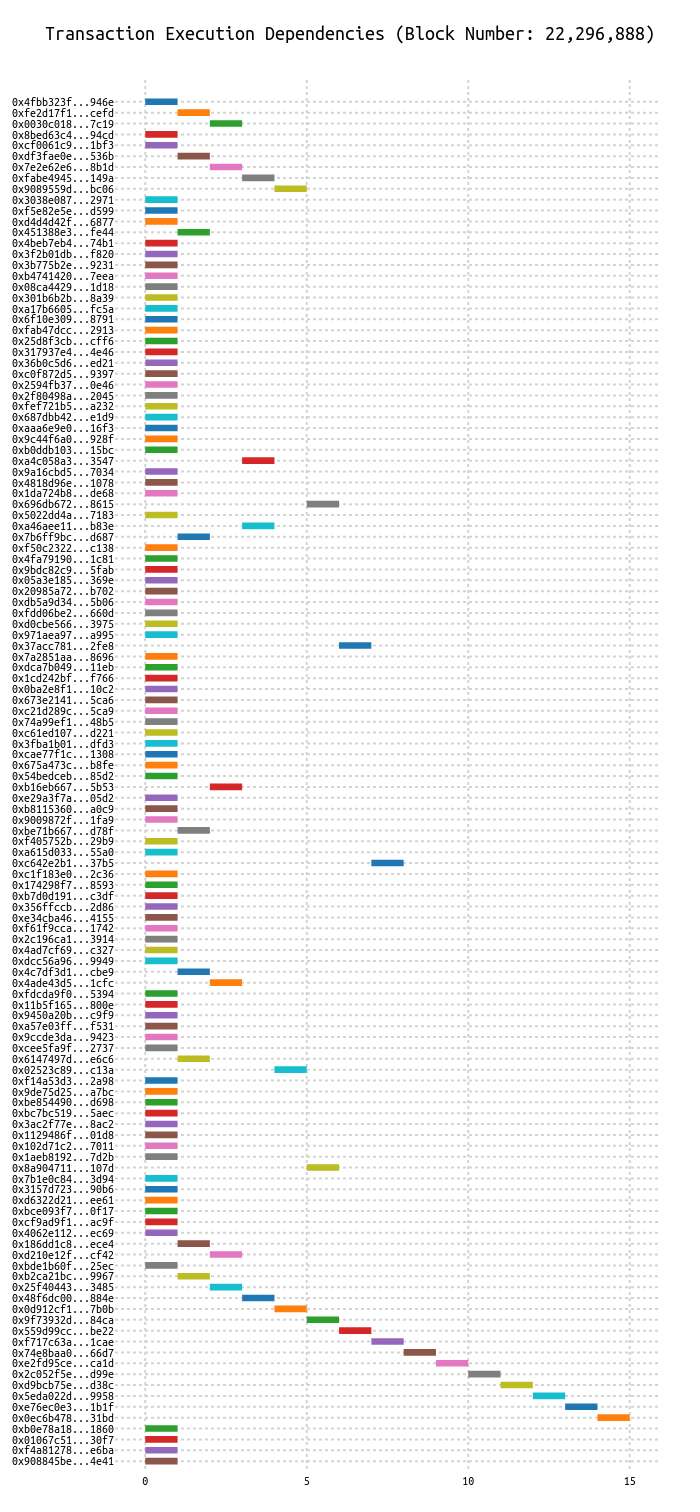 Transaction Execution Dependencies (Block Number: 22,296,888)
0x4fbb323f...946e
0xfe2d17f1...cefd
0x0030c018...7c19
0x8bed63c4...94cd
0xcf0061c9...1bf3
0xdf3fae0e...536b
0x7e2e62e6...8b1d
0xfabe4945...149a
0x9089559d...bc06
0x3038e087...2971
0xf5e82e5e...d599
0xd4d4d42f...6877
0x451388e3...fe44
0x4beb7eb4...74b1
0x3f2b01db...f820
0x3b775b2e...9231
0xb4741420...7eea
0x08ca4429...1d18
0x301b6b2b...8a39
0xa17b6605...fc5a
0x6f10e309...8791
0xfab47dcc...2913
0x25d8f3cb...cff6
0x317937e4...4e46
0x36b0c5d6...ed21
0xc0f872d5...9397
0x2594fb37...0e46
0x2f80498a...2045
0xfef721b5...a232
0x687dbb42...e1d9
0xaaa6e9e0...16f3
0x9c44f6a0...928f
0xb0ddb103...15bc
0xa4c058a3...3547
0x9a16cbd5...7034
0x4818d96e...1078
0x1da724b8...de68
0x696db672...8615
0x5022dd4a...7183
0xa46aee11...b83e
0x7b6ff9bc...d687
0xf50c2322...c138
0x4fa79190...1c81
0x9bdc82c9...5fab
0x05a3e185...369e
0x20985a72...b702
0xdb5a9d34...5b06
0xfdd06be2...660d
0xd0cbe566...3975
0x971aea97...a995
0x37acc781...2fe8
0x7a2851aa...8696
0xdca7b049...11eb
0x1cd242bf...f766
0x0ba2e8f1...10c2
0x673e2141...5ca6
0xc21d289c...5ca9
0x74a99ef1...48b5
0xc61ed107...d221
0x3fba1b01...dfd3
0xcae77f1c...1308
0x675a473c...b8fe
0x54bedceb...85d2
0xb16eb667...5b53
0xe29a3f7a...05d2
0xb8115360...a0c9
0x9009872f...1fa9
0xbe71b667...d78f
0xf405752b...29b9
0xa615d033...55a0
0xc642e2b1...37b5
0xc1f183e0...2c36
0x174298f7...8593
0xb7d0d191...c3df
0x356ffccb...2d86
0xe34cba46...4155
0xf61f9cca...1742
0x2c196ca1...3914
0x4ad7cf69...c327
0xdcc56a96...9949
0x4c7df3d1...cbe9
0x4ade43d5...1cfc
0xfdcda9f0...5394
0x11b5f165...800e
0x9450a20b...c9f9
0xa57e03ff...f531
0x9ccde3da...9423
0xcee5fa9f...2737
0x6147497d...e6c6
0x02523c89...c13a
0xf14a53d3...2a98
0x9de75d25...a7bc
0xbe854490...d698
0xbc7bc519...5aec
0x3ac2f77e...8ac2
0x1129486f...01d8
0x102d71c2...7011
0x1aeb8192...7d2b
0x8a904711...107d
0x7b1e0c84...3d94
0x3157d723...90b6
0xd6322d21...ee61
0xbce093f7...0f17
0xcf9ad9f1...ac9f
0x4062e112...ec69
0x186dd1c8...ece4
0xd210e12f...cf42
0xbde1b60f...25ec
0xb2ca21bc...9967
0x25f40443...3485
0x48f6dc00...884e
0x0d912cf1...7b0b
0x9f73932d...84ca
0x559d99cc...be22
0xf717c63a...1cae
0x74e8baa0...66d7
0xe2fd95ce...ca1d
0x2c052f5e...d99e
0xd9bcb75e...d38c
0x5eda022d...9958
0xe76ec0e3...1b1f
0x0ec6b478...31bd
0xb0e78a18...1860
0x01067c51...30f7
0xf4a81278...e6ba
0x908845be...4e41
0 5 10 15